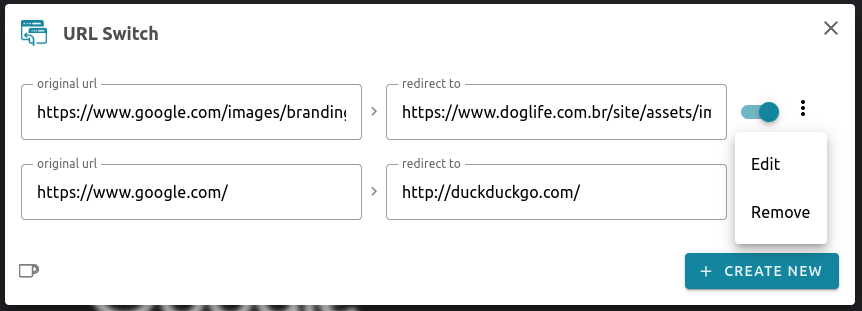 URL Switch
original url
redirect to
https://www.google.com/images/branding
https://www.doglife.com.br/site/assets/im
Edit
original url
redirect to
https://www.google.com/
http://duckduckgo.com/
Remove
+ CREATE NEW